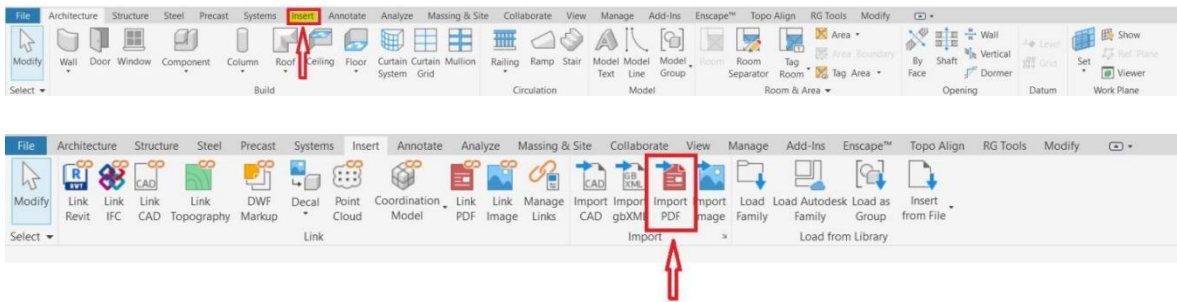 File Architecture Structure Steel Precast Systems Insert Annotate Analyze Massing & Site Collaborate View Manage Add-Ins Enscape™ Topo Align RG Tools Modify
Modify Wall Door Window Component Column Roof Ceiling Floor Curtain System Curtain Grid Mullion Railing Ramp Stair Model Text Model Line Model Group Room Room Separator Tag Room Area Area Boundary Tag Area By Face Shaft Wall Vertical Dormer Level Grid Set Show Ref Plane Viewer
Select Build Circulation Model Room & Area Opening Datum Work Plane
File Architecture Structure Steel Precast Systems Insert Annotate Analyze Massing & Site Collaborate View Manage Add-Ins Enscape™ Topo Align RG Tools Modify
Modify Link Revit Link IFC Link CAD Link Topography DWF Markup Decal Point Cloud Coordination Model Link PDF Link Image Manage Links Import CAD Import gbXML Import PDF Import Image Load Family Load Autodesk Family Load as Group Insert from File
Select Link Import Load from Library